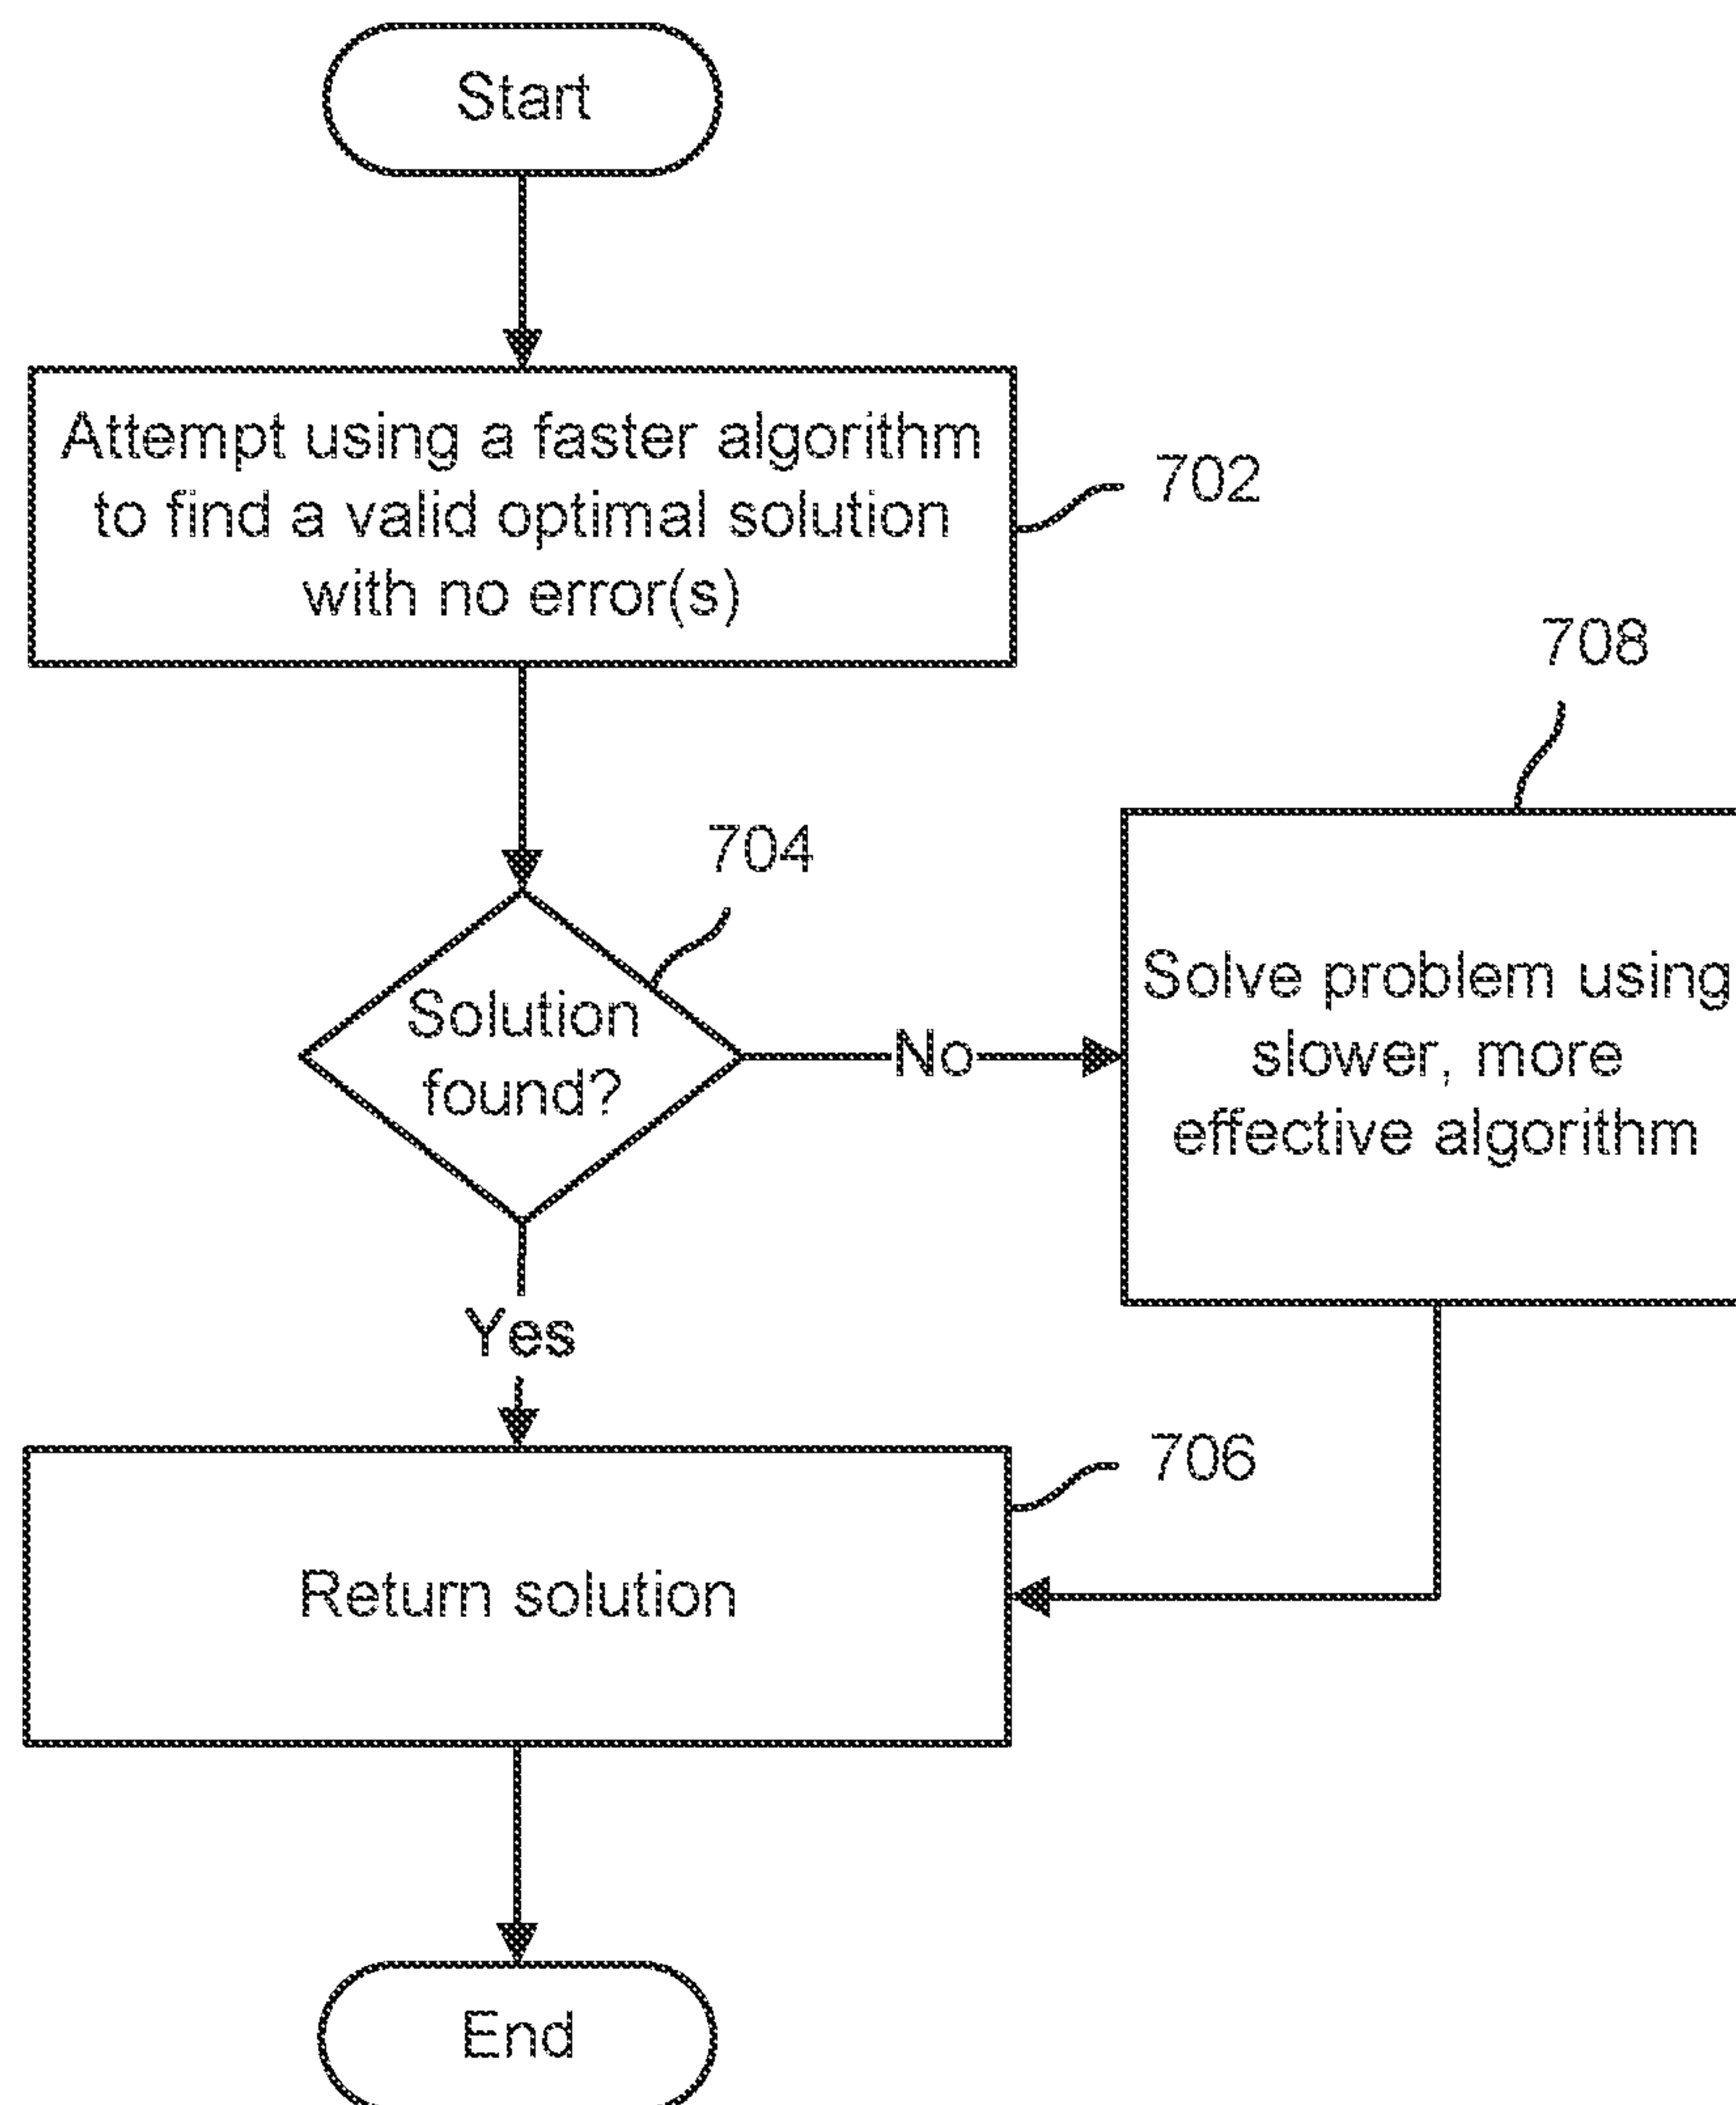 Start
Attempt using a faster algorithm
to find a valid optimal solution
with no error(s)
702
704
Solution
found?
No
708
Solve problem using
slower, more
effective algorithm
Yes
706
Return solution
End